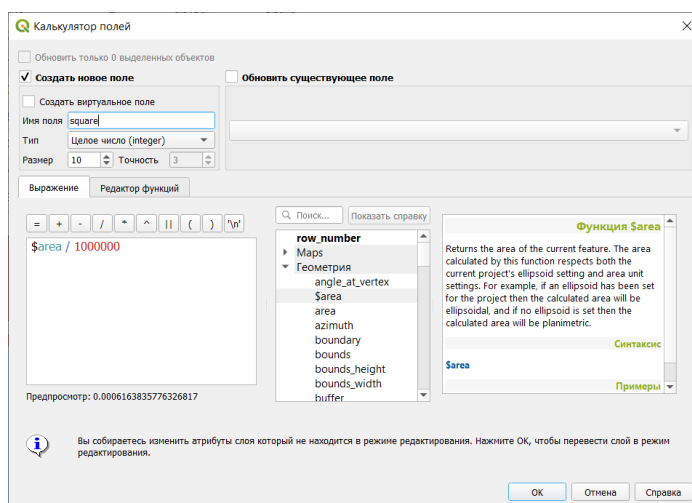 Калькулятор полей
Обновить только 0 выделенных объектов
Создать новое поле
Обновить существующее поле
Создать виртуальное поле
Имя поля square
Тип Целое число (integer)
Размер 10 Точность 3
Выражение Редактор функций
= + - / * ^ || ( ) '\n'
$area / 1000000
Предпросмотр: 0.0006163835776326817
Поиск... Показать справку
row_number
Maps
Геометрия
angle_at_vertex
$area
area
azimuth
boundary
bounds
bounds_height
bounds_width
buffer
Функция $area
Returns the area of the current feature. The area
calculated by this function respects both the
current project's ellipsoid setting and area unit
settings. For example, if an ellipsoid has been set
for the project then the calculated area will be
ellipsoidal, and if no ellipsoid is set then the
calculated area will be planimetric.
Синтаксис
$area
Примеры
Вы собираетесь изменить атрибуты слоя который не находится в режиме редактирования. Нажмите ОК, чтобы перевести слой в режим
редактирования.
ОК Отмена Справка